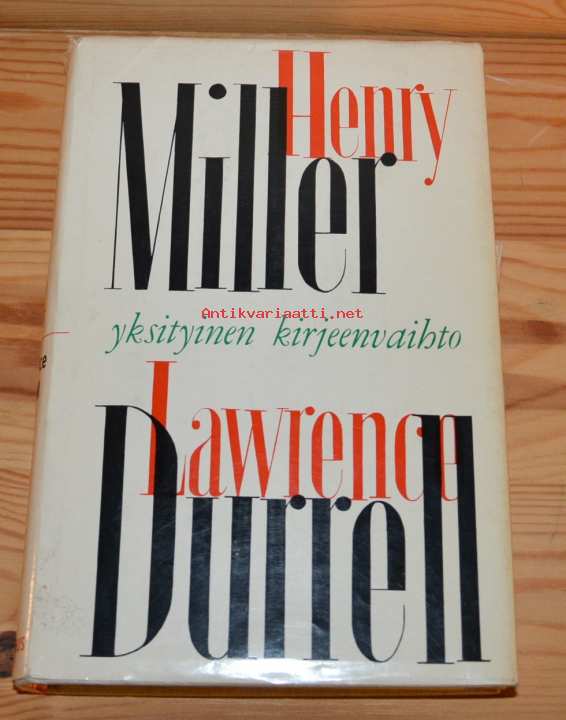 Henry
Miller
Antikvariaatti.net
yksityinen kirjeenvaihto
Lawrence
Durrell